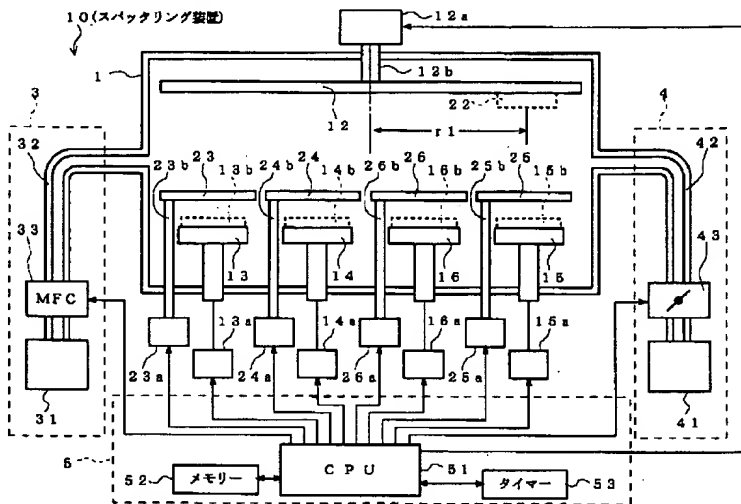 10(スパッタリング装置)
12a
1
12b
3
12
22
4
r1
32
23b
23
13b
24b
24
14b
26b
26
16b
25b
26
15b
42
33
43
MFC
13
14
16
15
13a
14a
16a
15a
23a
24a
26a
25a
31
41
5
CPU
52
メモリー
51
タイマー
53